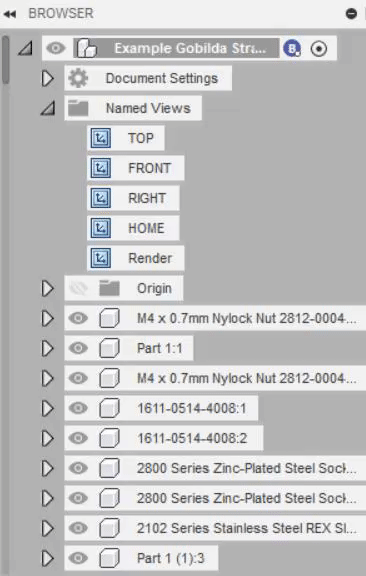 BROWSER
Example Gobilda Stra... B
Document Settings
Named Views
TOP
FRONT
RIGHT
HOME
Render
Origin
M4 x 0.7mm Nylock Nut 2812-0004...
Part 1:1
M4 x 0.7mm Nylock Nut 2812-0004...
1611-0514-4008:1
1611-0514-4008:2
2800 Series Zinc-Plated Steel Sock...
2800 Series Zinc-Plated Steel Sock...
2102 Series Stainless Steel REX Sl...
Part 1 (1):3